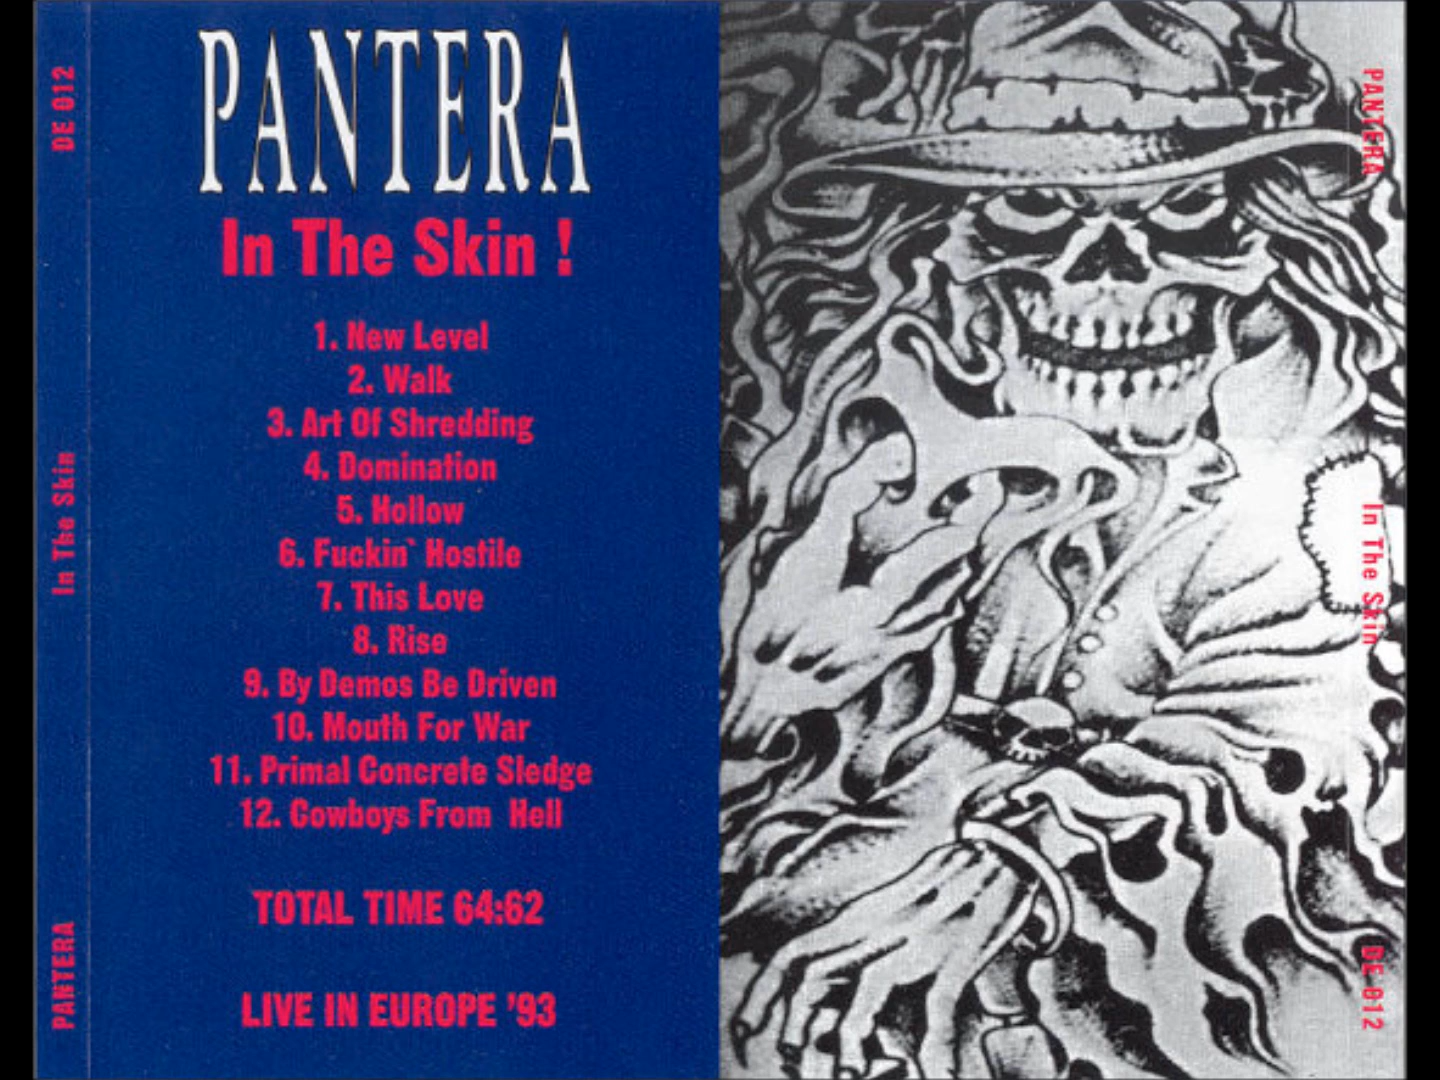 DE 012
In The Skin
PANTERA
PANTERA
In The Skin !
1. New Level
2. Walk
3. Art Of Shredding
4. Domination
5. Hollow
6. Fuckin` Hostile
7. This Love
8. Rise
9. By Demos Be Driven
10. Mouth For War
11. Primal Concrete Sledge
12. Cowboys From Hell
TOTAL TIME 64:62
LIVE IN EUROPE '93
PANTERA
In The Skin
DE 012